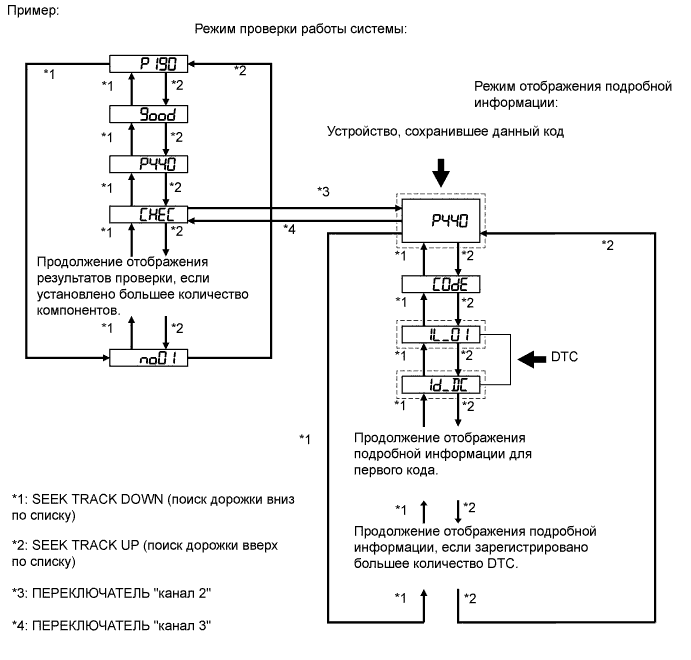 Пример:
Режим проверки работы системы:
*1
P190
*2
*1
*2
good
*1
*2
P440
*1
*2
CHEC
*1
*2
Продолжение отображения
результатов проверки, если
установлено большее количество
компонентов.
*1
*2
no01
Режим отображения подробной
информации:
Устройство, сохранившее данный код
*3
*4
P440
*2
*1
*2
COdE
*1
*2
1L_01
*1
*2
DTC
1d_DC
*1
*2
*1
Продолжение отображения
подробной информации для
первого кода.
*1
*2
Продолжение отображения подробной
информации, если зарегистрировано
большее количество DTC.
*1
*2
*1: SEEK TRACK DOWN (поиск дорожки вниз
по списку)
*2: SEEK TRACK UP (поиск дорожки вверх
по списку)
*3: ПЕРЕКЛЮЧАТЕЛЬ "канал 2"
*4: ПЕРЕКЛЮЧАТЕЛЬ "канал 3"